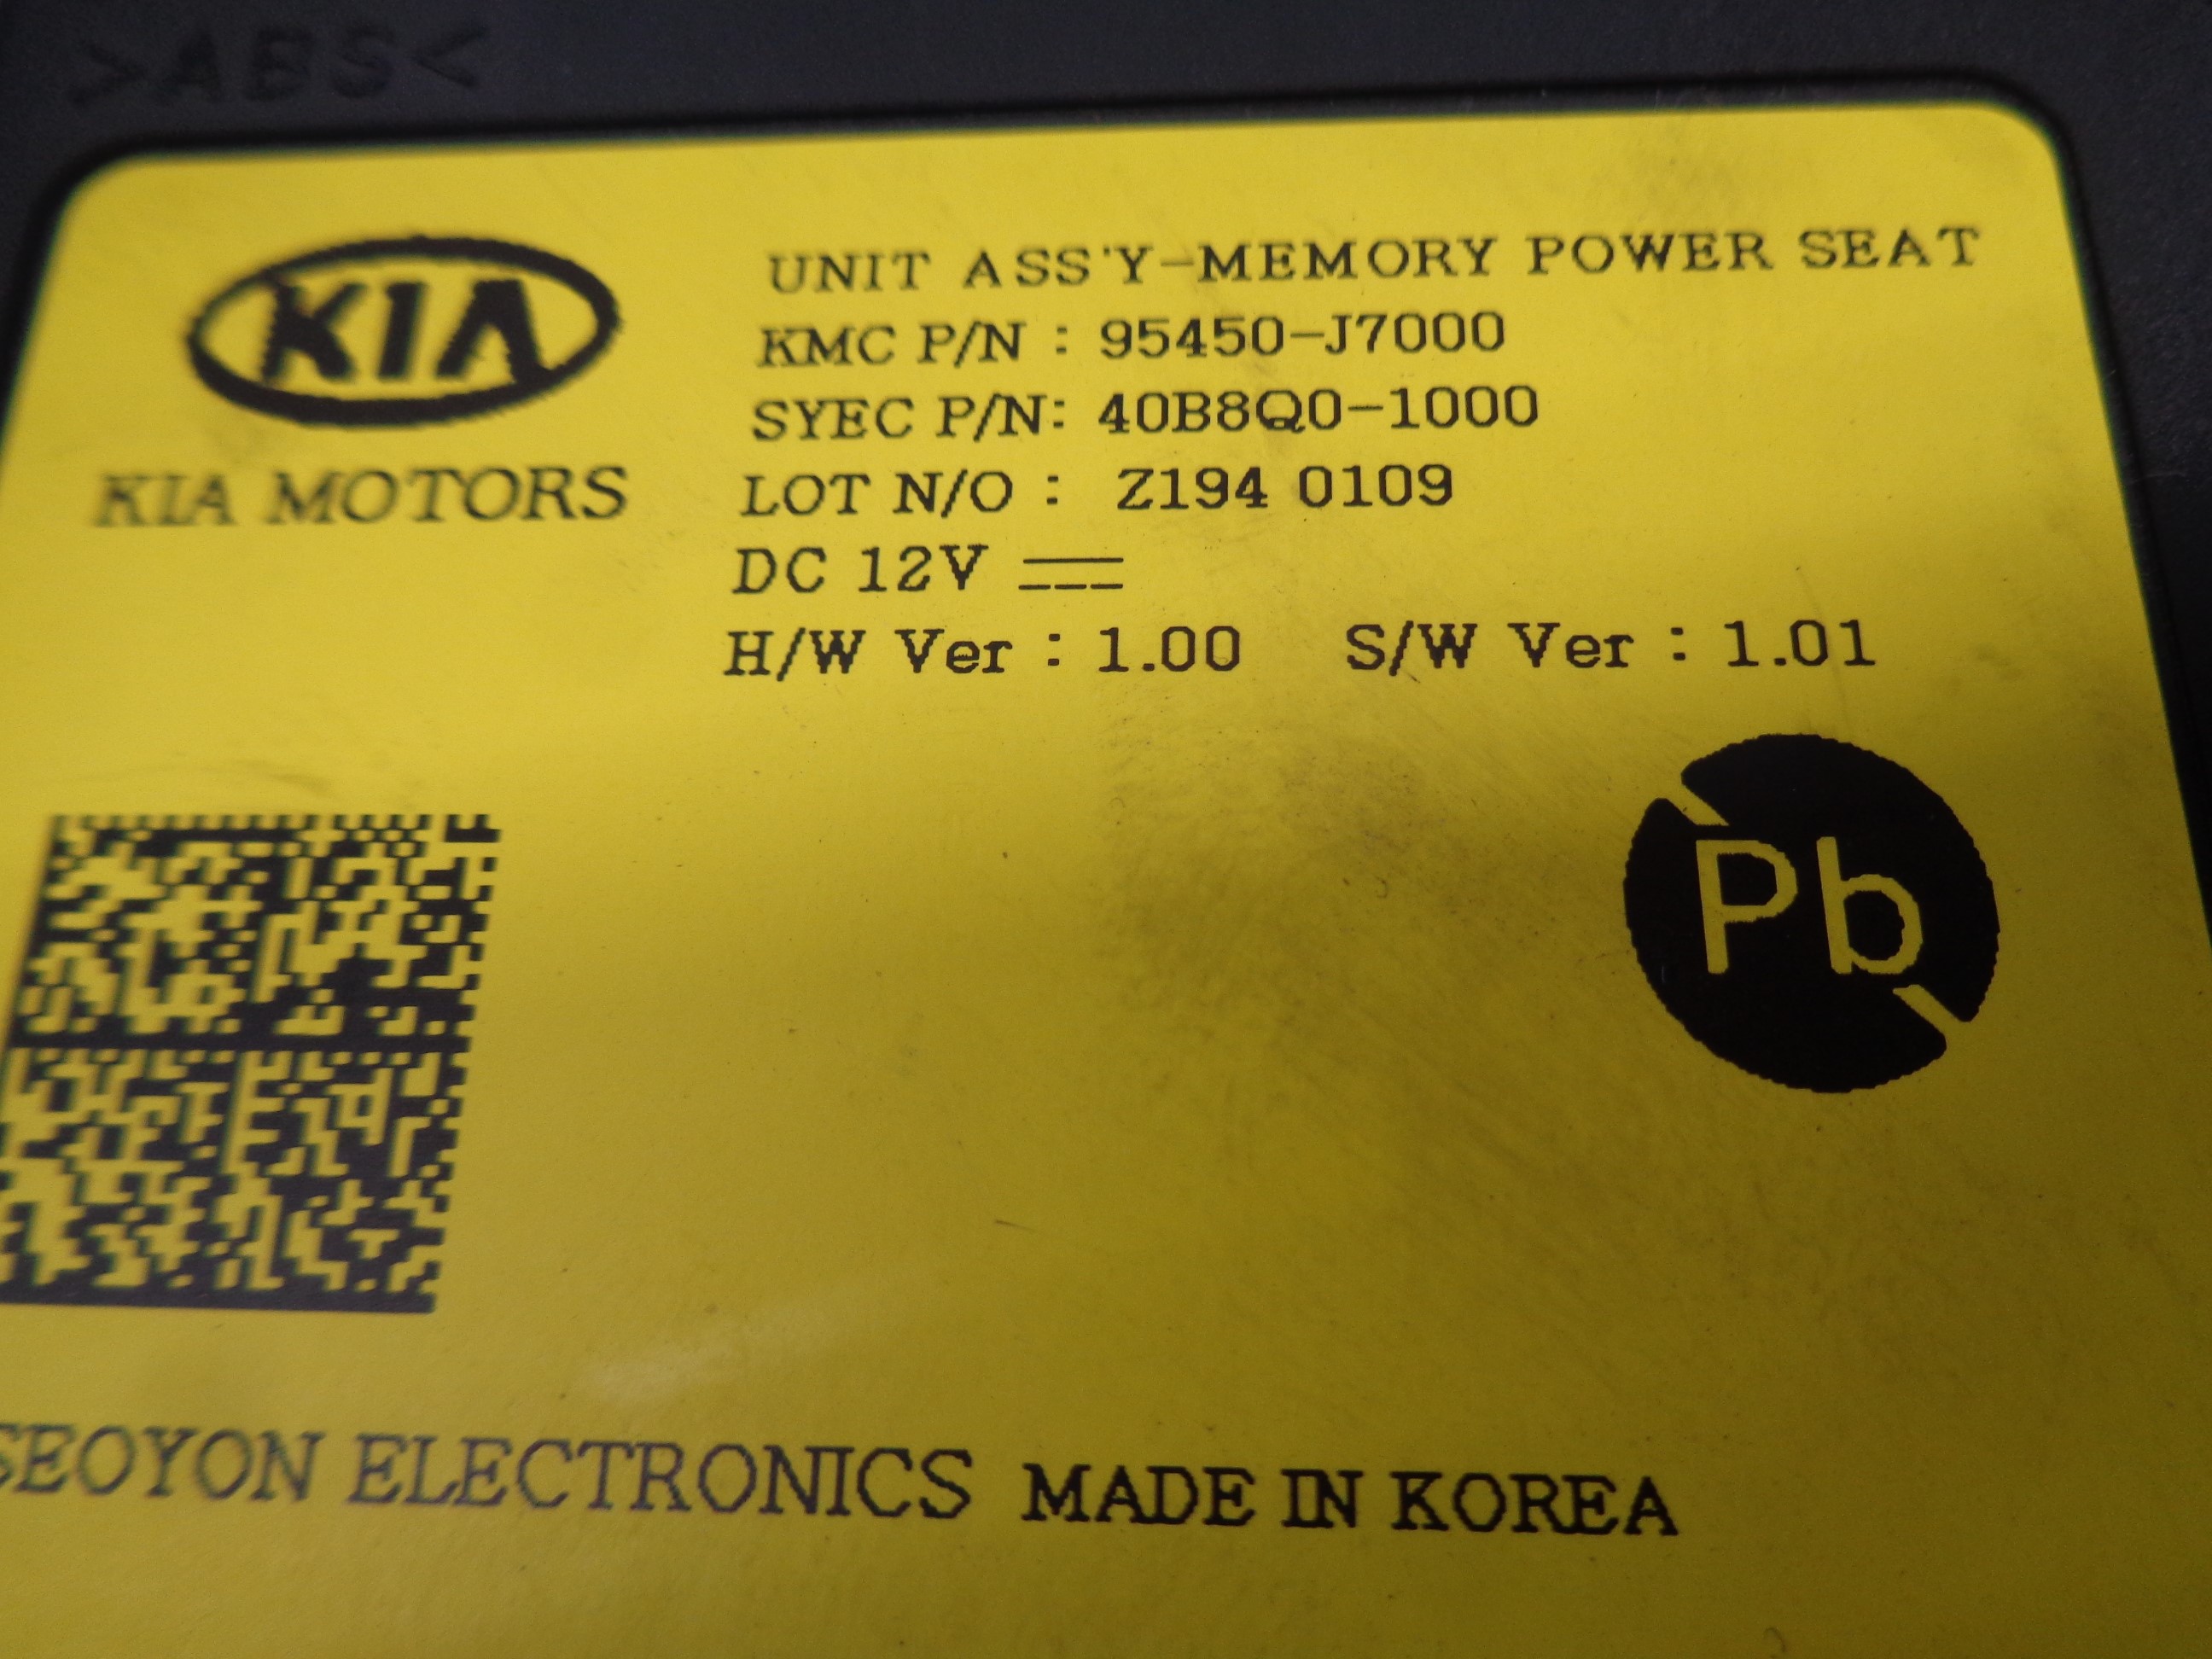 >ABS<
KIA
KIA MOTORS
UNIT ASS'Y-MEMORY POWER SEAT
KMC P/N : 95450-J7000
SYEC P/N: 40B8Q0-1000
LOT N/O : Z194 0109
DC 12V
H/W Ver : 1.00 S/W Ver : 1.01
Pb
SEOYON ELECTRONICS MADE IN KOREA